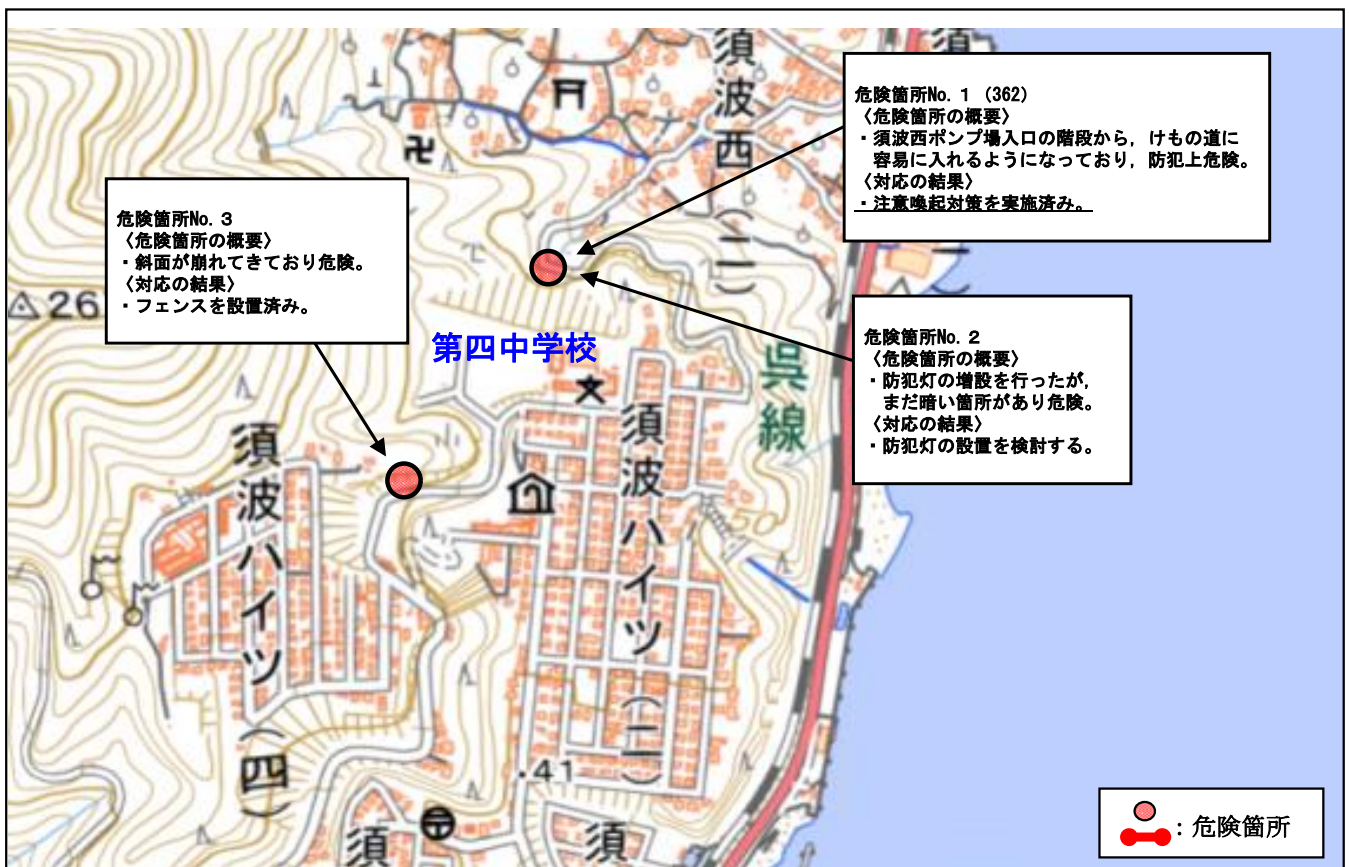 須波西(二)
須
危険箇所No. 1 (362)
〈危険箇所の概要〉
・須波西ポンプ場入口の階段から，けもの道に
容易に入れるようになっており，防犯上危険。
〈対応の結果〉
・注意喚起対策を実施済み。
危険箇所No. 3
〈危険箇所の概要〉
・斜面が崩れてきており危険。
〈対応の結果〉
・フェンスを設置済み。
26
危険箇所No. 2
〈危険箇所の概要〉
・防犯灯の増設を行ったが，
まだ暗い箇所があり危険。
〈対応の結果〉
・防犯灯の設置を検討する。
第四中学校
呉線
須波ハイツ(四)
須波ハイツ(二)
・41
須
須
：危険箇所